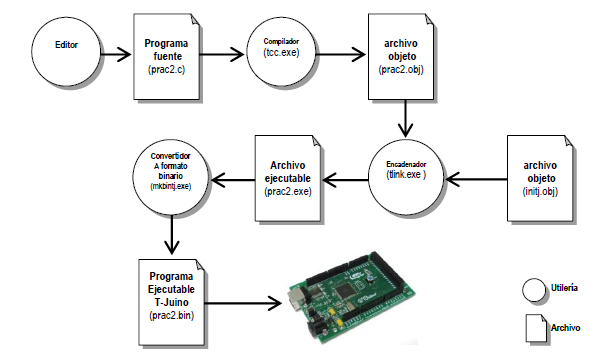 Editor
Programa
fuente
(prac2.c)
Compilador
(tcc.exe)
archivo
objeto
(prac2.obj)
Convertidor
A formato
binario
(mkbintj.exe)
Archivo
ejecutable
(prac2.exe)
Encadenador
(tlink.exe )
archivo
objeto
(initj.obj)
Programa
Ejecutable
T-Juino
(prac2.bin)
Utilería
Archivo